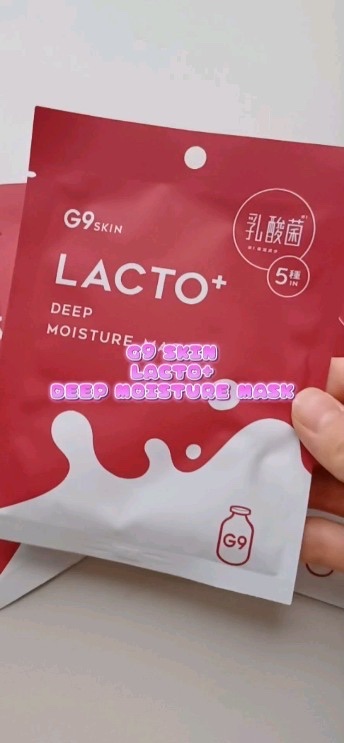 G9SKIN
乳酸菌
5種
IN
LACTO+
DEEP
MOISTURE
G9 SKIN
LACTO+
DEEP MOISTURE MASK
G9